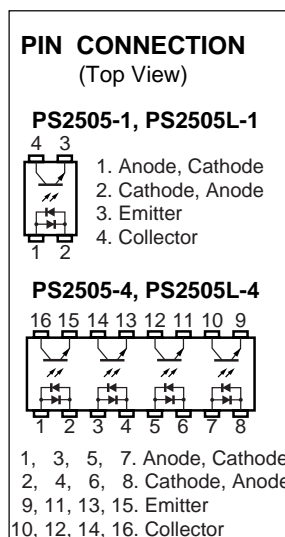 PIN CONNECTION
(Top View)
PS2505-1, PS2505L-1
4 3
1. Anode, Cathode
2. Cathode, Anode
3. Emitter
4. Collector
1 2
PS2505-4, PS2505L-4
16 15 14 13 12 11 10 9
1 2 3 4 5 6 7 8
1, 3, 5, 7. Anode, Cathode
2, 4, 6, 8. Cathode, Anode
9, 11, 13, 15. Emitter
10, 12, 14, 16. Collector